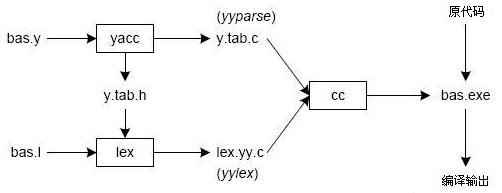 (yyparse)
原代码
bas.y
yacc
y.tab.c
y.tab.h
cc
bas.exe
bas.l
lex
lex.yy.c
(yylex)
编译输出